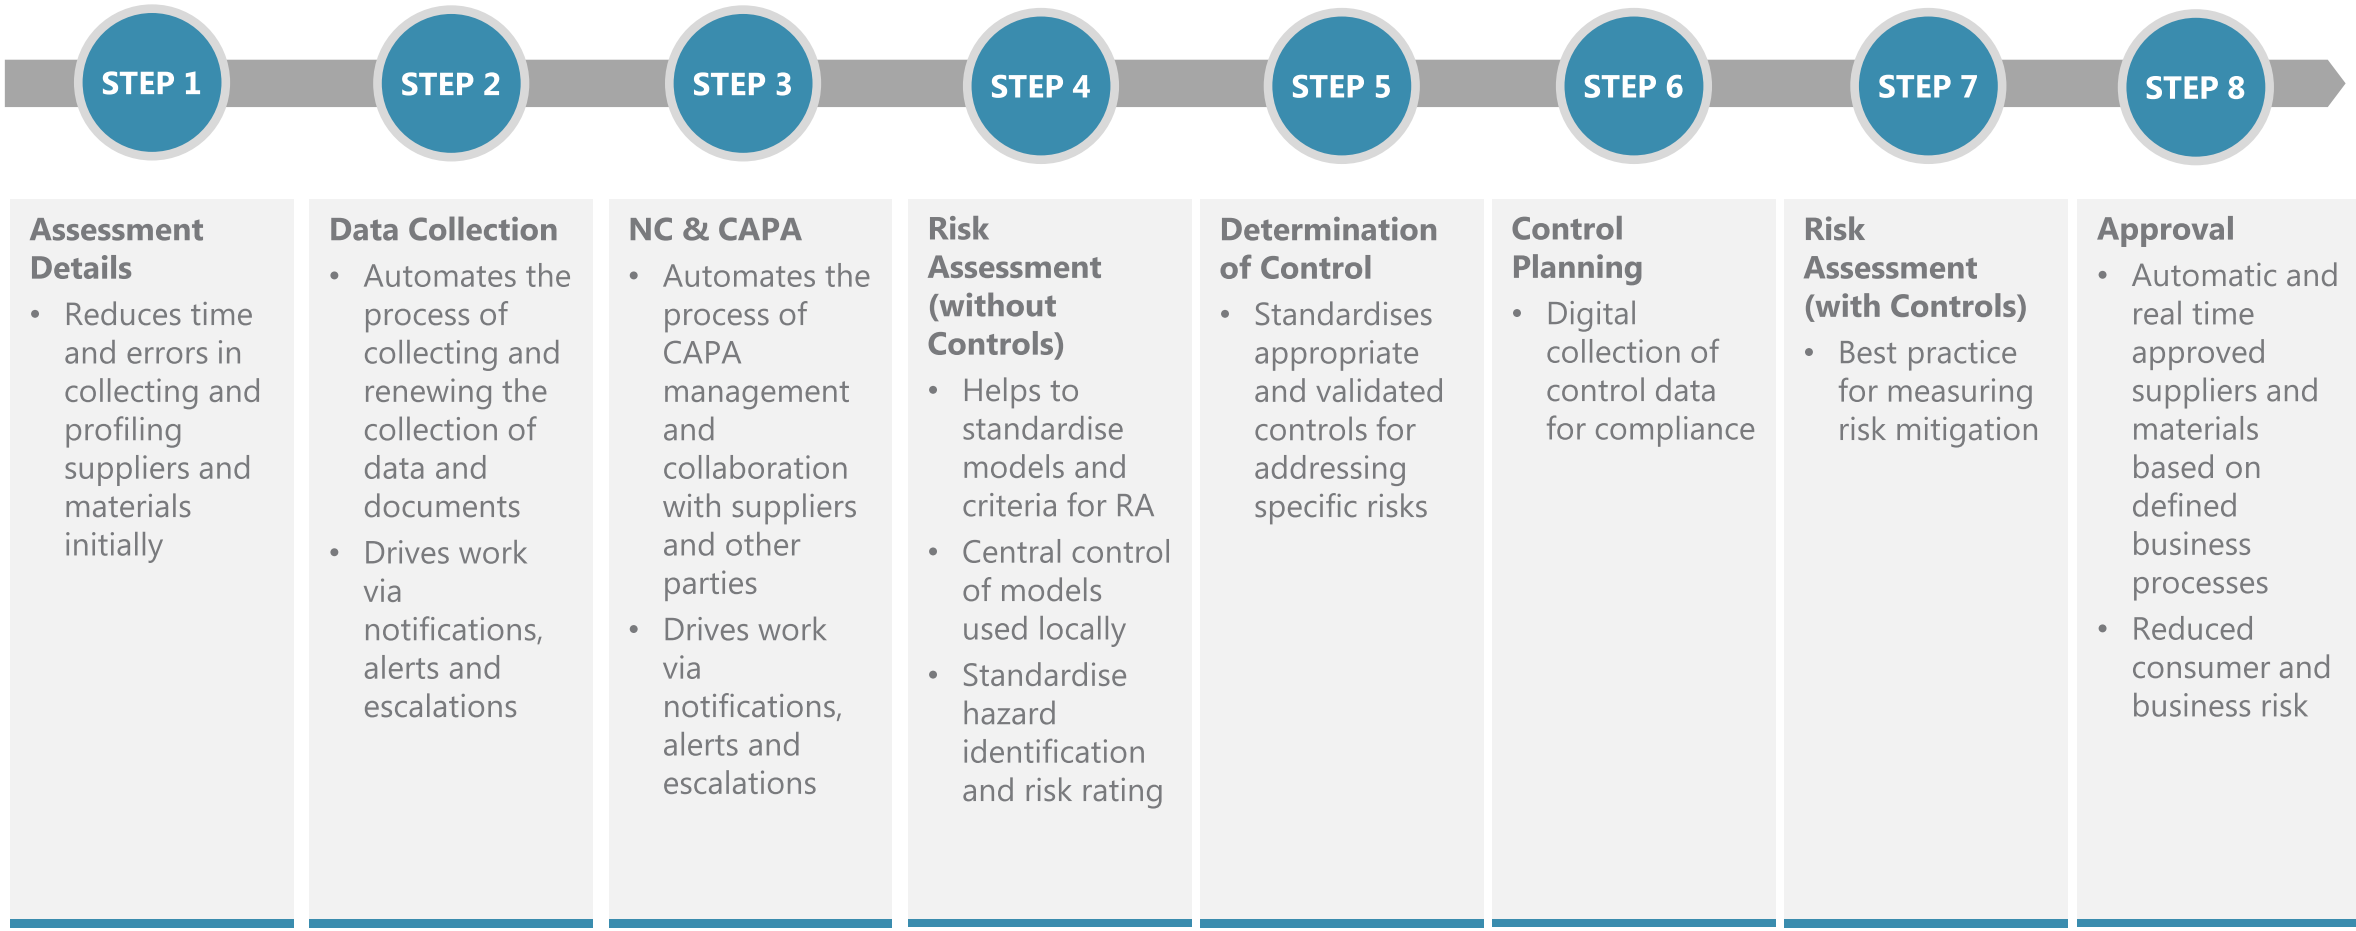 STEP 1
STEP 2
STEP 3
STEP 4
STEP 5
STEP 6
STEP 7
STEP 8
Assessment
Details
• Reduces time
and errors in
collecting and
profiling
suppliers and
materials
initially
Data Collection
• Automates the
process of
collecting and
renewing the
collection of
data and
documents
• Drives work
via
notifications,
alerts and
escalations
NC & CAPA
• Automates the
process of
CAPA
management
and
collaboration
with suppliers
and other
parties
• Drives work
via
notifications,
alerts and
escalations
Risk
Assessment
(without
Controls)
• Helps to
standardise
models and
criteria for RA
• Central control
of models
used locally
• Standardise
hazard
identification
and risk rating
Determination
of Control
• Standardises
appropriate
and validated
controls for
addressing
specific risks
Control
Planning
• Digital
collection of
control data
for compliance
Risk
Assessment
(with Controls)
• Best practice
for measuring
risk mitigation
Approval
• Automatic and
real time
approved
suppliers and
materials
based on
defined
business
processes
• Reduced
consumer and
business risk